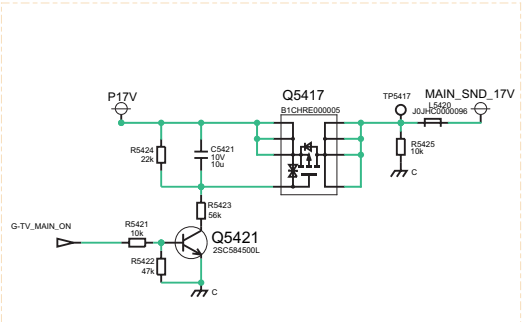 P17V
Q5417
B1CHRE000005
TP5417
MAIN_SND_17V
L5420
J0JHC0000096
R5424
22k
C5421
10V
10u
R5425
10k
C
R5423
56k
G-TV_MAIN_ON
R5421
10k
Q5421
2SC584500L
R5422
47k
C